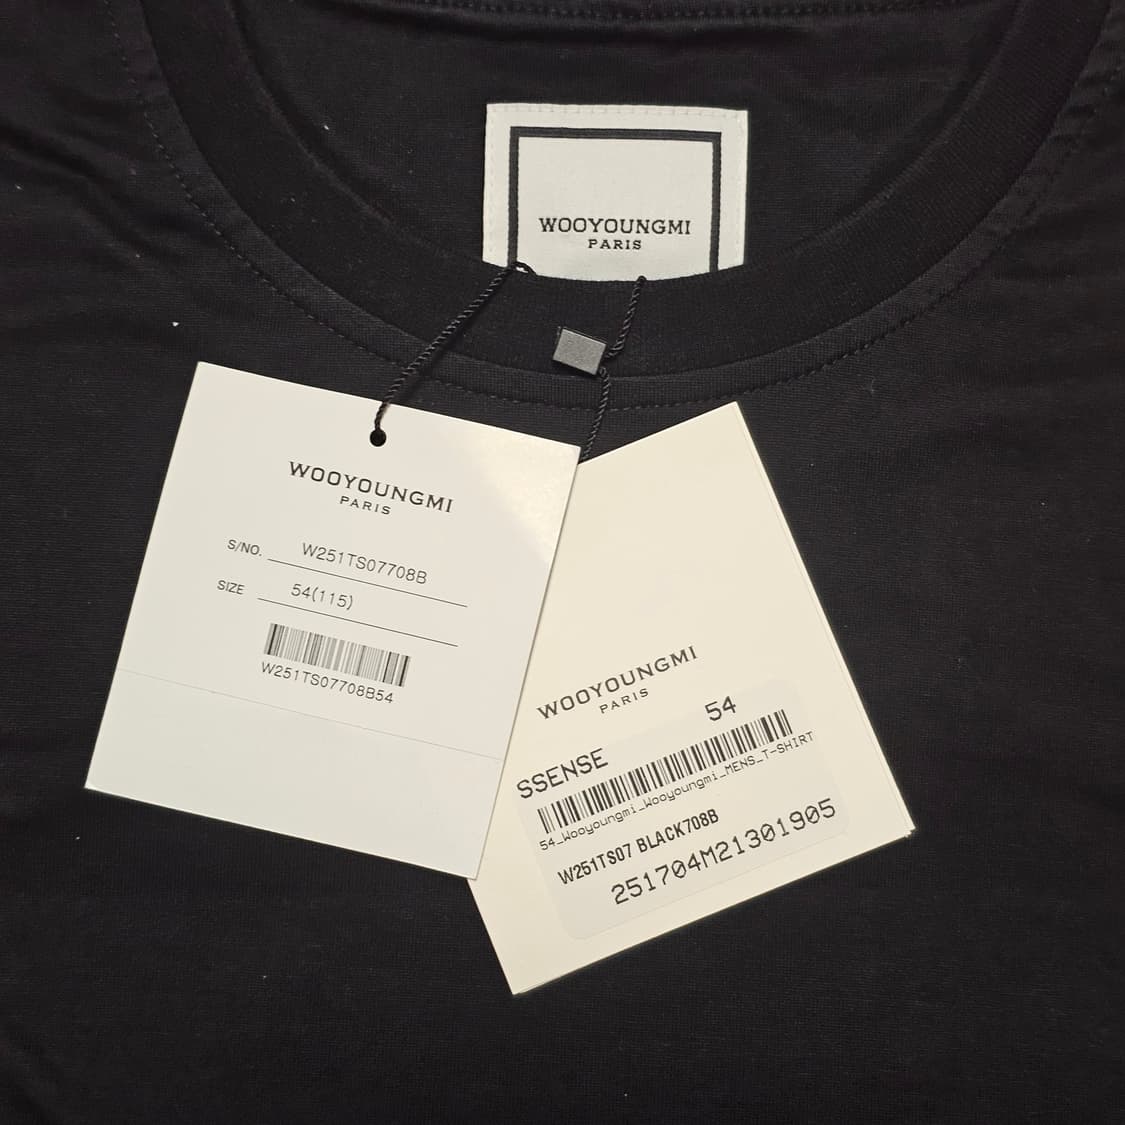 WOOYOUNGMI
PARIS
WOOYOUNGMI
PARIS
S/NO. W251TS07708B
SIZE 54(115)
W251TS07708B54
WOOYOUNGMI
PARIS
SSENSE 54
54_Wooyoungmi_Wooyoungmi_MENS_T-SHIRT
W251TS07 BLACK708B
251704M21301905